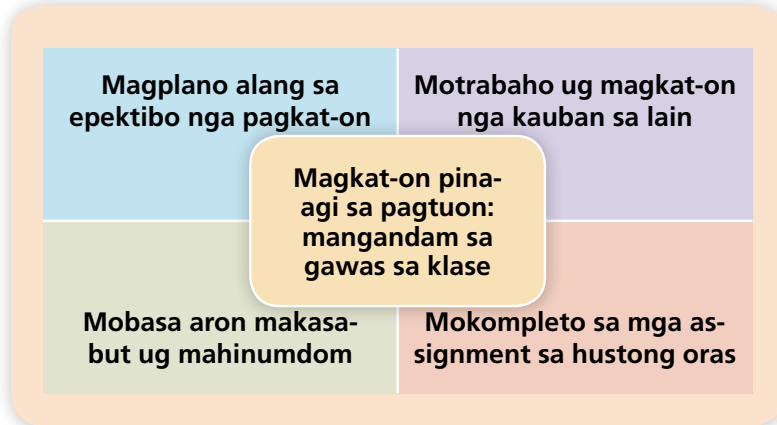 Magplano alang sa
epektibo nga pagkat-on
Motrabaho ug magkat-on
nga kauban sa lain
Magkat-on pina-
agi sa pagtuon:
mangandam sa
gawas sa klase
Mobasa aron makasa-
but ug mahinumdom
Mokompleto sa mga as-
signment sa hustong oras